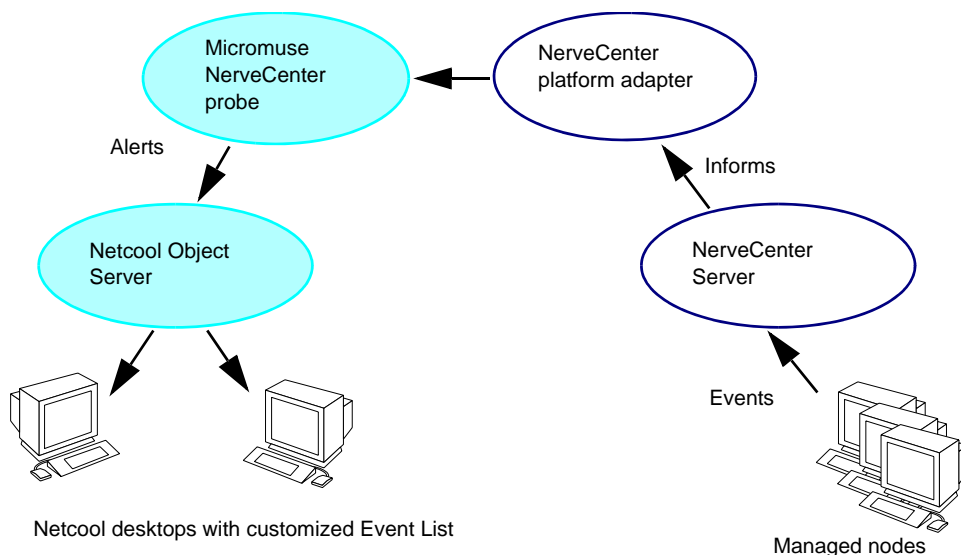 Micromuse
NerveCenter
probe
NerveCenter
platform adapter
Alerts
Informs
Netcool Object
Server
NerveCenter
Server
Events
Netcool desktops with customized Event List
Managed nodes